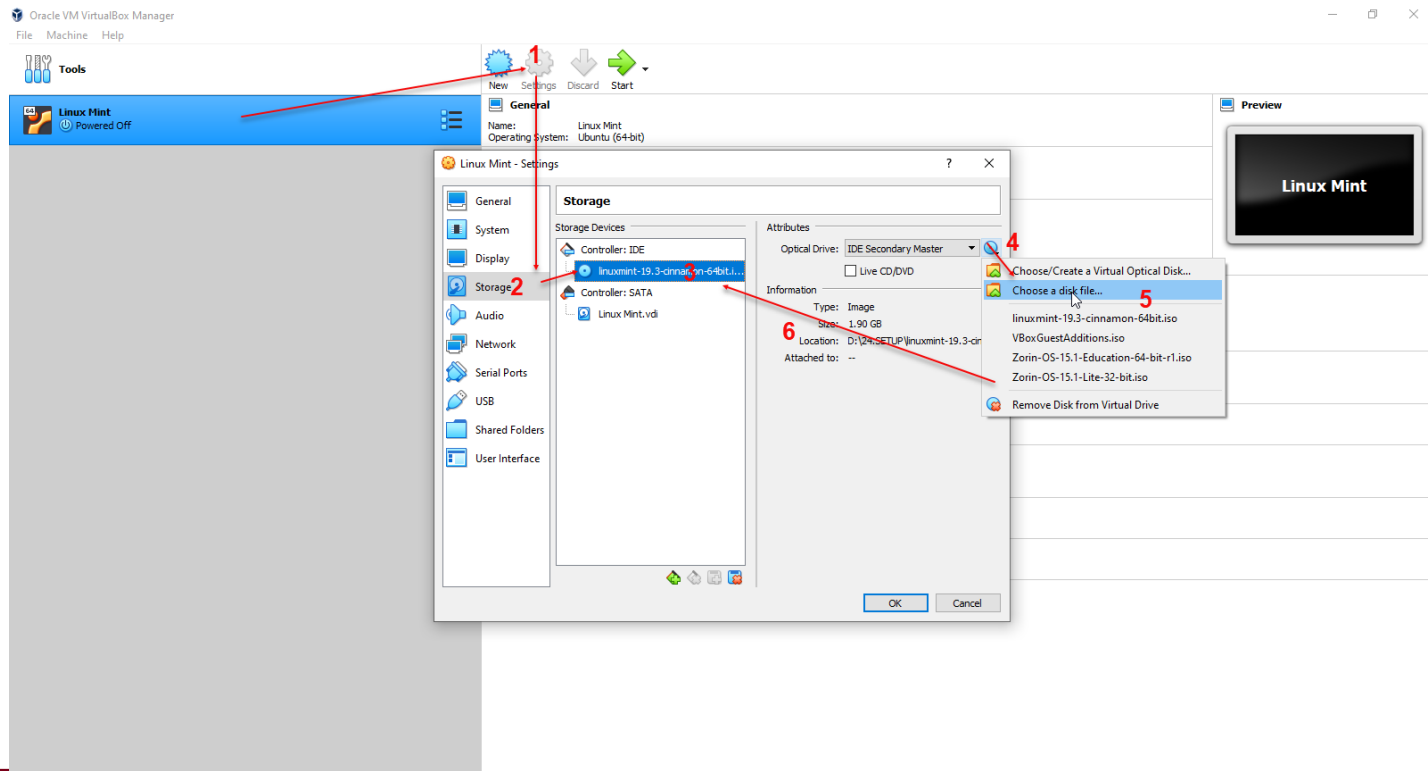 Oracle VM VirtualBox Manager
File Machine Help
Tools
1
New Settings Discard Start
64
Linux Mint
Powered Off
General
Name: Linux Mint
Operating System: Ubuntu (64-bit)
Preview
Linux Mint
Linux Mint - Settings
?
General
System
Display
Storage
Audio
Network
Serial Ports
USB
Shared Folders
User Interface
2
Storage
Storage Devices
Controller: IDE
linuxmint-19.3-cinnamon-64bit.i...
3
Controller: SATA
Linux Mint.vdi
Attributes
Optical Drive: IDE Secondary Master
4
Live CD/DVD
Information
Type: Image
Size: 1.90 GB
Location: D:\24.SETUP\linuxmint-19.3-cin
Attached to: --
6
Choose/Create a Virtual Optical Disk...
Choose a disk file...
5
linuxmint-19.3-cinnamon-64bit.iso
VBoxGuestAdditions.iso
Zorin-OS-15.1-Education-64-bit-r1.iso
Zorin-OS-15.1-Lite-32-bit.iso
Remove Disk from Virtual Drive
OK Cancel